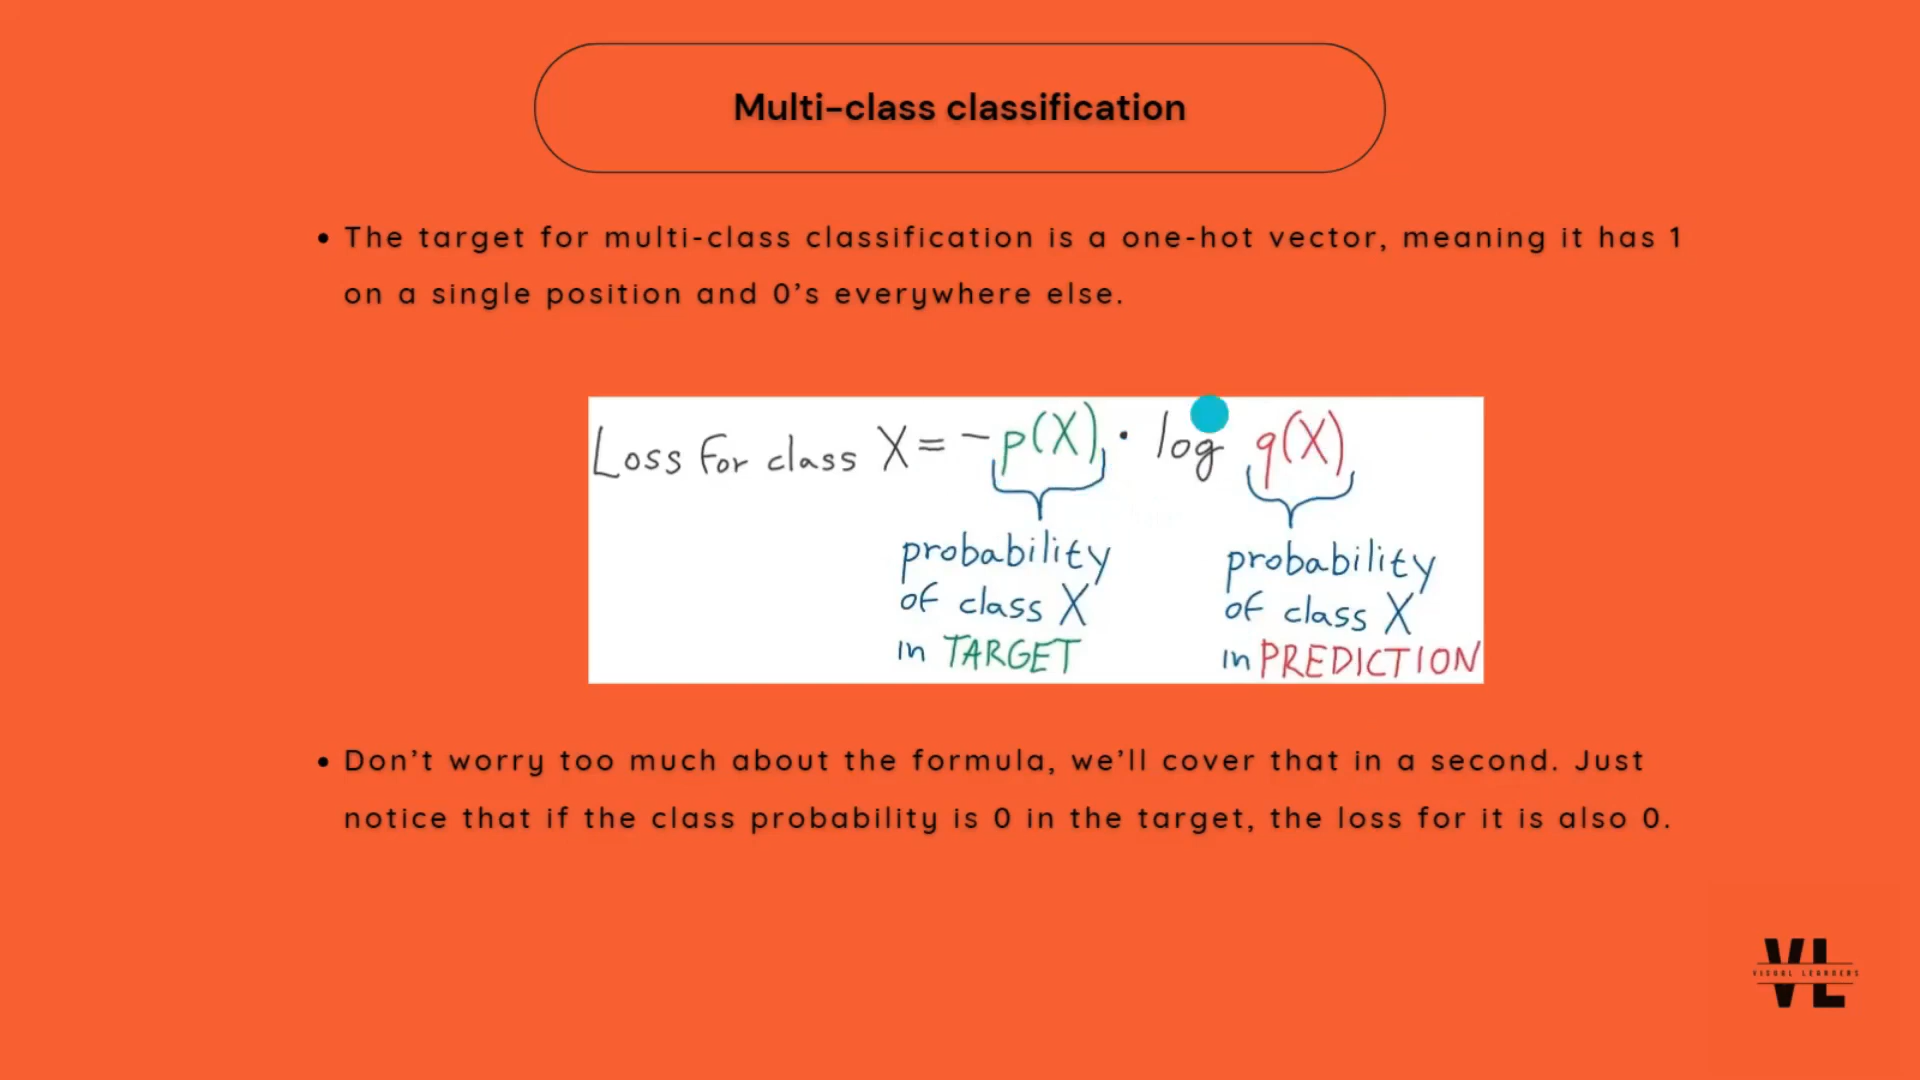 Multi-class classification
• The target for multi-class classification is a one-hot vector, meaning it has 1
on a single position and 0's everywhere else.
Loss for class X = -p(X) · log q(X)
probability
of class X
in TARGET
probability
of class X
in PREDICTION
• Don't worry too much about the formula, we'll cover that in a second. Just
notice that if the class probability is 0 in the target, the loss for it is also 0.
VL
VISUAL LEARNERS